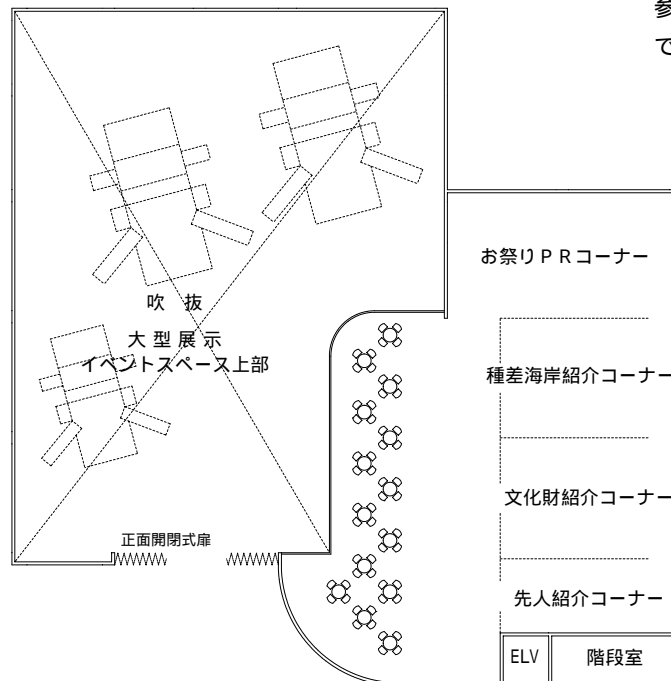 参
で
お祭りＰＲコーナー
吹 抜
大 型 展 示
イベントスペース上部
種差海岸紹介コーナー
文化財紹介コーナー
正面開閉式扉
先人紹介コーナー
ELV
階段室